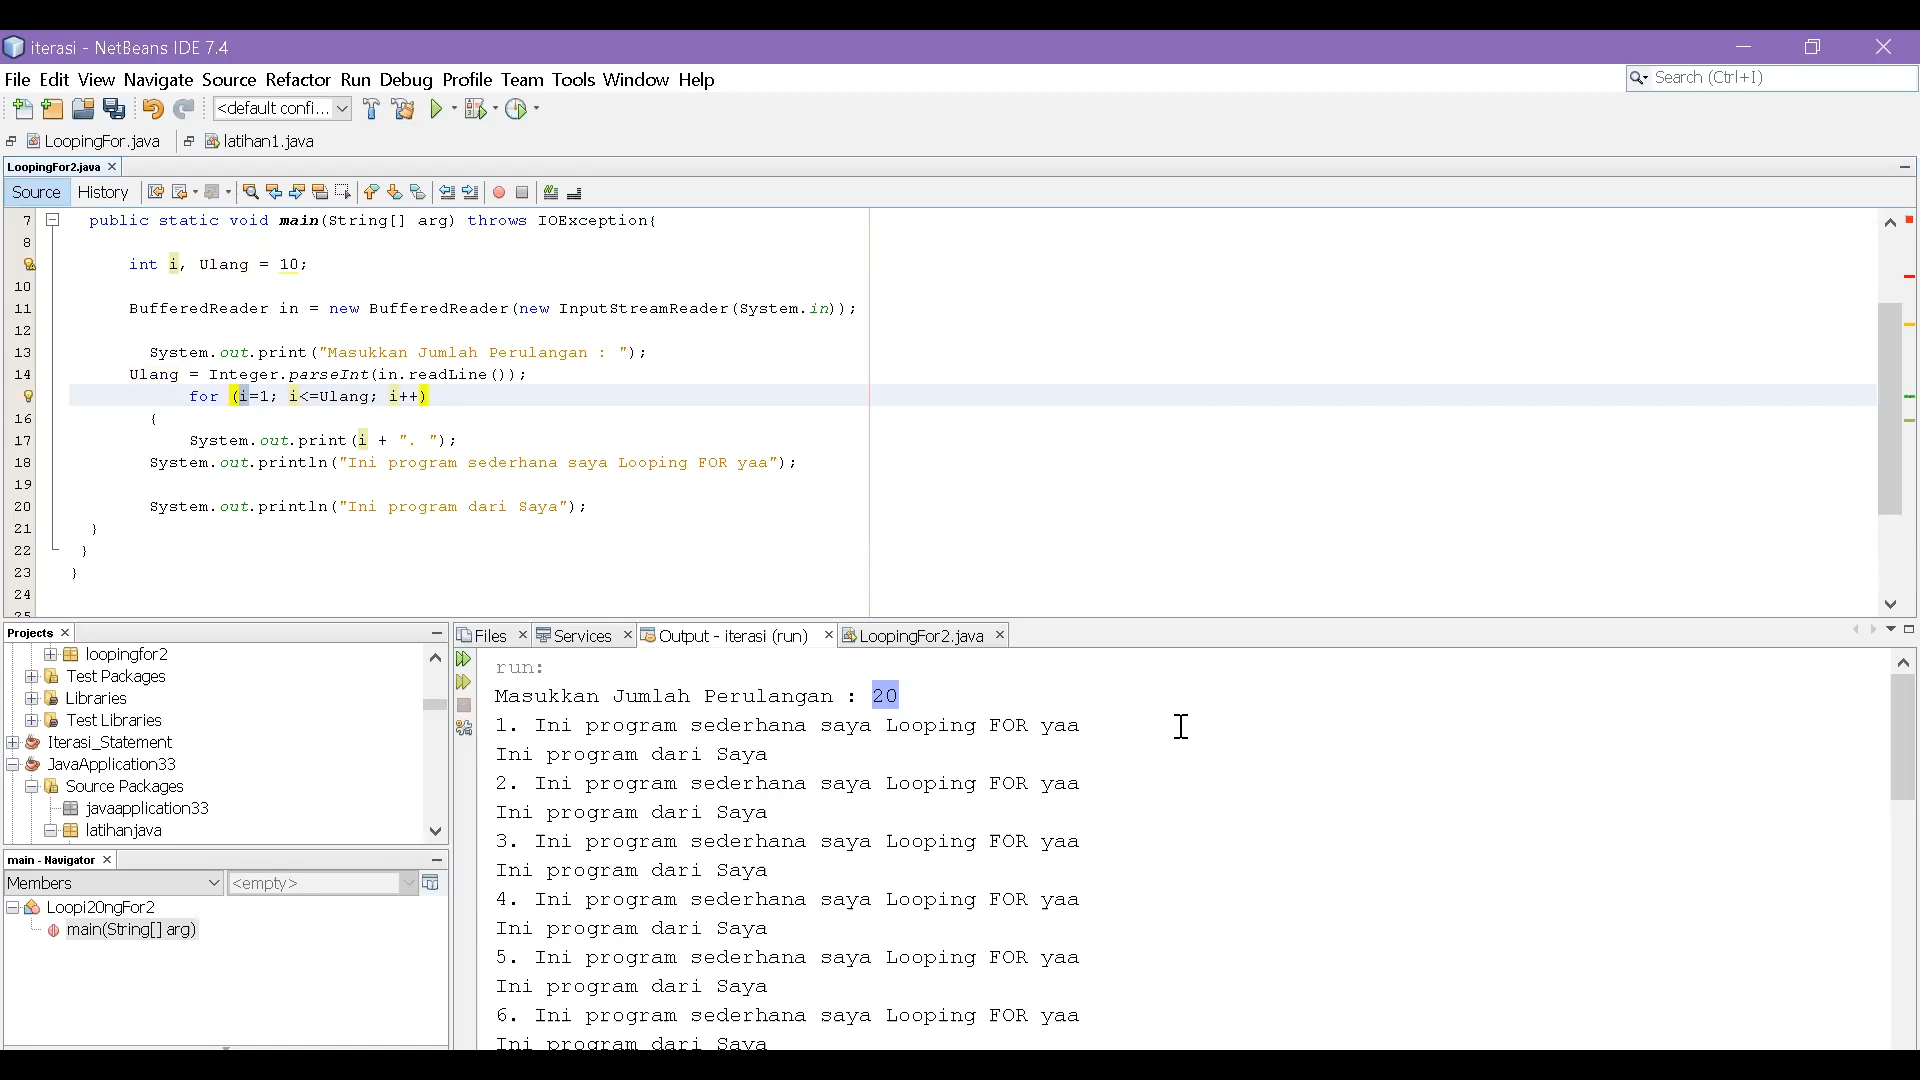 iterasi - NetBeans IDE 7.4
File Edit View Navigate Source Refactor Run Debug Profile Team Tools Window Help
Search (Ctrl+I)
<default confi...
LoopingFor.java latihan1.java
LoopingFor2.java
Source History
7 public static void main(String[] arg) throws IOException{
8
int i, Ulang = 10;
10
11 BufferedReader in = new BufferedReader(new InputStreamReader(System.in));
12
13 System.out.print("Masukkan Jumlah Perulangan : ");
14 Ulang = Integer.parseInt(in.readLine());
for (i=1; i<=Ulang; i++)
16 {
17 System.out.print(i + ". ");
18 System.out.println("Ini program sederhana saya Looping FOR yaa");
19
20 System.out.println("Ini program dari Saya");
21 }
22 }
23 }
24
25
Projects
loopingfor2
Test Packages
Libraries
Test Libraries
Iterasi_Statement
JavaApplication33
Source Packages
javaapplication33
latihanjava
main - Navigator
Members <empty>
Loopi20ngFor2
main(String[] arg)
Files Services Output - iterasi (run) LoopingFor2.java
run:
Masukkan Jumlah Perulangan : 20
1. Ini program sederhana saya Looping FOR yaa
Ini program dari Saya
2. Ini program sederhana saya Looping FOR yaa
Ini program dari Saya
3. Ini program sederhana saya Looping FOR yaa
Ini program dari Saya
4. Ini program sederhana saya Looping FOR yaa
Ini program dari Saya
5. Ini program sederhana saya Looping FOR yaa
Ini program dari Saya
6. Ini program sederhana saya Looping FOR yaa
Ini program dari Saya